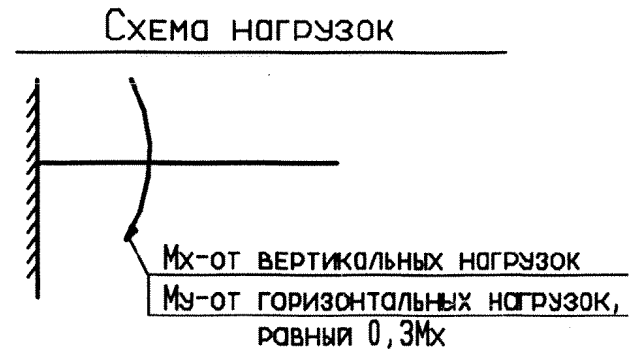 Схема нагрузок
Mx-от вертикальных нагрузок
My-от горизонтальных нагрузок,
равный 0,3Mx